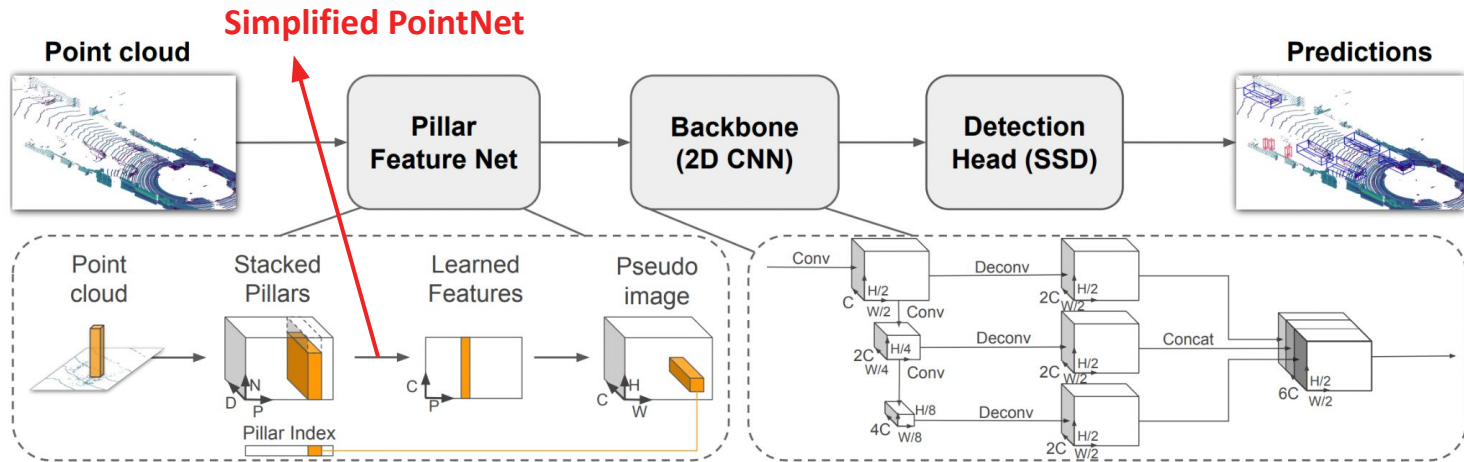 Simplified PointNet
Point cloud
Pillar
Feature Net
Backbone
(2D CNN)
Detection
Head (SSD)
Predictions
Point
cloud
Stacked
Pillars
Learned
Features
Pseudo
image
N
D
P
C
P
H
C
W
Pillar Index
Conv
C
H/2
W/2
Conv
2C
H/4
W/4
Conv
4C
H/8
W/8
Deconv
2C
H/2
W/2
Deconv
2C
H/2
W/2
Deconv
2C
H/2
W/2
Concat
6C
H/2
W/2